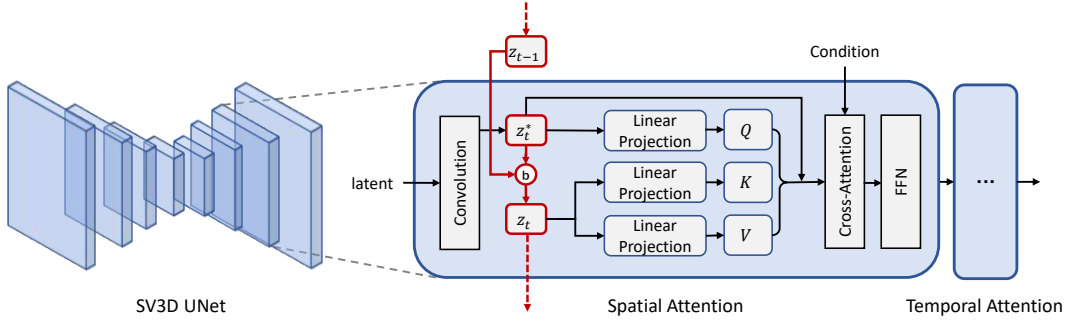 z_{t−1}
Condition
latent
Convolution
z_t^*
b
z_t
Linear
Projection
Q
Linear
Projection
K
Linear
Projection
V
Cross-Attention
FFN
...
SV3D UNet
Spatial Attention
Temporal Attention